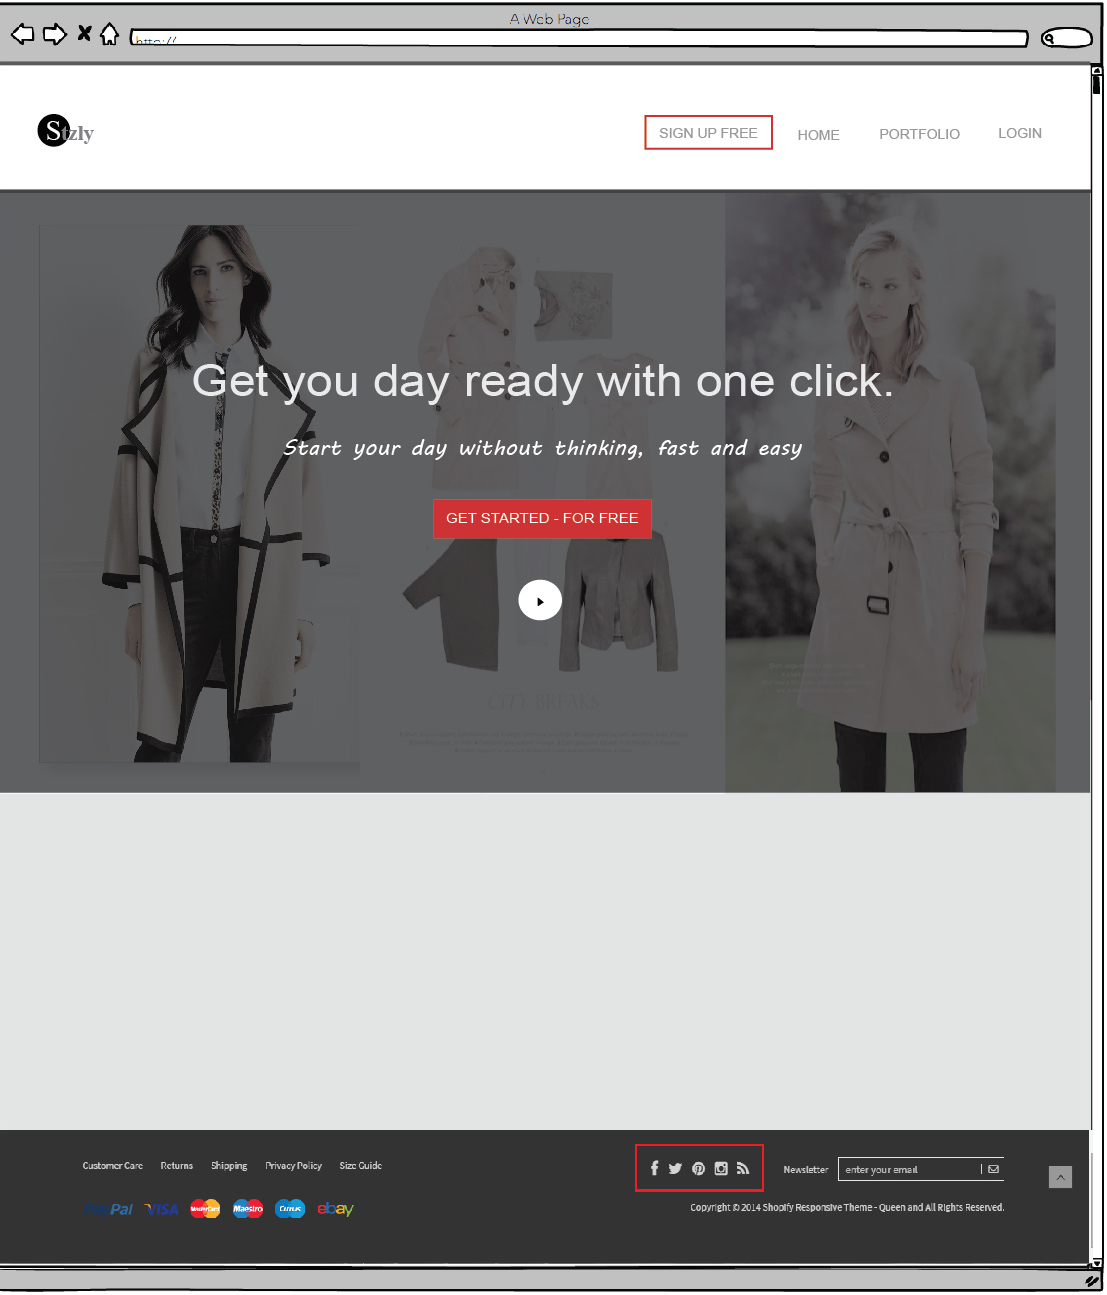 A Web Page
http://
Stzly
SIGN UP FREE
HOME
PORTFOLIO
LOGIN
Get you day ready with one click.
Start your day without thinking, fast and easy
GET STARTED - FOR FREE
CITY BREAKS
Customer Care
Returns
Shipping
Privacy Policy
Size Guide
Newsletter
enter your email
PayPal
VISA
MasterCard
Maestro
Cirrus
ebay
Copyright © 2014 Shopify Responsive Theme - Queen and All Rights Reserved.